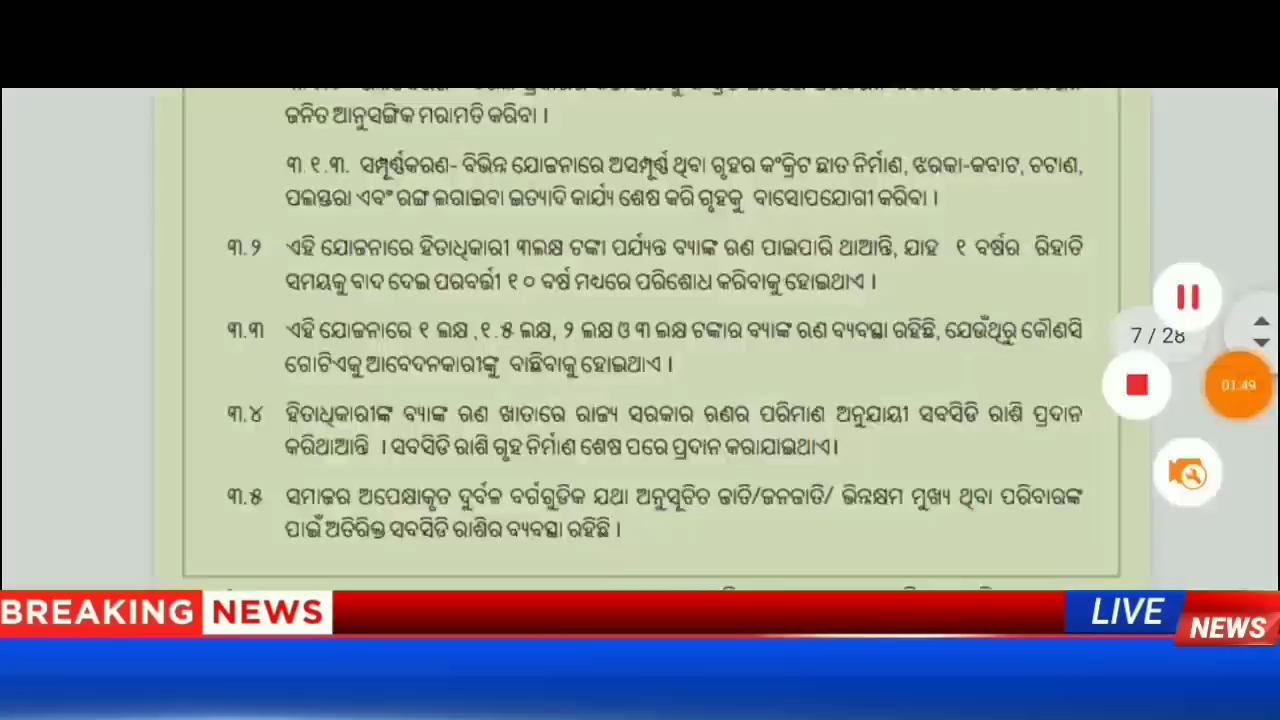 ଜନିତ ଆନୁସଙ୍ଗିକ ମରାମତି କରିବା ।
୩.୧.୩. ସମ୍ପୂର୍ଣ୍ଣକରଣ- ବିଭିନ୍ନ ଯୋଜନାରେ ଅସମ୍ପୂର୍ଣ୍ଣ ଥିବା ଗୃହର କଂକ୍ରିଟ ଛାତ ନିର୍ମାଣ, ଝରକା-କବାଟ, ଚଟାଣ,
ପଲସ୍ତରା ଏବଂ ରଙ୍ଗ ଲଗାଇବା ଇତ୍ୟାଦି କାର୍ଯ୍ୟ ଶେଷ କରି ଗୃହକୁ ବାସୋପଯୋଗୀ କରିବା ।
୩.୨ ଏହି ଯୋଜନାରେ ହିତାଧିକାରୀ ୩ଲକ୍ଷ ଟଙ୍କା ପର୍ଯ୍ୟନ୍ତ ବ୍ୟାଙ୍କ ଋଣ ପାଇପାରି ଥାଆନ୍ତି, ଯାହ ୧ ବର୍ଷର ରିହାତି
ସମୟକୁ ବାଦ ଦେଇ ପରବର୍ତ୍ତୀ ୧୦ ବର୍ଷ ମଧ୍ୟରେ ପରିଶୋଧ କରିବାକୁ ହୋଇଥାଏ ।
୩.୩ ଏହି ଯୋଜନାରେ ୧ ଲକ୍ଷ ,୧.୫ ଲକ୍ଷ, ୨ ଲକ୍ଷ ଓ ୩ ଲକ୍ଷ ଟଙ୍କାର ବ୍ୟାଙ୍କ ଋଣ ବ୍ୟବସ୍ଥା ରହିଛି, ଯେଉଁଥିରୁ କୌଣସି
ଗୋଟିଏକୁ ଆବେଦନକାରୀଙ୍କୁ ବାଛିବାକୁ ହୋଇଥାଏ ।
୩.୪ ହିତାଧିକାରୀଙ୍କ ବ୍ୟାଙ୍କ ଋଣ ଖାତାରେ ରାଜ୍ୟ ସରକାର ଋଣର ପରିମାଣ ଅନୁଯାୟୀ ସବସିଡି ରାଶି ପ୍ରଦାନ
କରିଥାଆନ୍ତି । ସବସିଡି ରାଶି ଗୃହ ନିର୍ମାଣ ଶେଷ ପରେ ପ୍ରଦାନ କରାଯାଇଥାଏ।
୩.୫ ସମାଜର ଅପେକ୍ଷାକୃତ ଦୁର୍ବଳ ବର୍ଗଗୁଡିକ ଯଥା ଅନୁସୂଚିତ ଜାତି/ଜନଜାତି/ ଭିନ୍ନକ୍ଷମ ମୁଖ୍ୟ ଥିବା ପରିବାରଙ୍କ
ପାଇଁ ଅତିରିକ୍ତ ସବସିଡି ରାଶିର ବ୍ୟବସ୍ଥା ରହିଛି ।
7 / 28
01:49
BREAKING NEWS
LIVE
NEWS